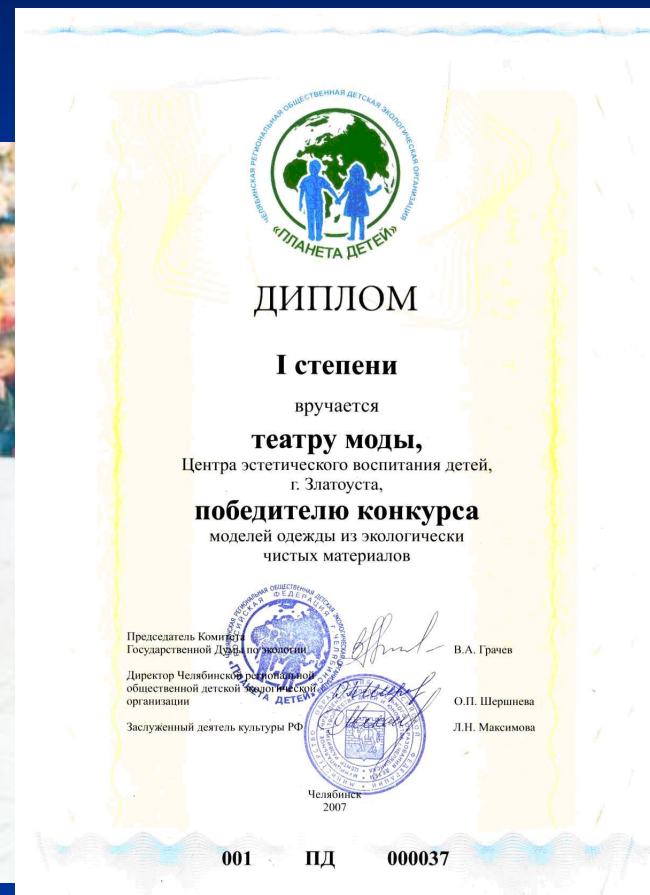 ЧЕЛЯБИНСКАЯ РЕГИОНАЛЬНАЯ ОБЩЕСТВЕННАЯ ДЕТСКАЯ ЭКОЛОГИЧЕСКАЯ ОРГАНИЗАЦИЯ
«ПЛАНЕТА ДЕТЕЙ»
ДИПЛОМ
I степени
вручается
театру моды,
Центра эстетического воспитания детей,
г. Златоуста,
победителю конкурса
моделей одежды из экологически
чистых материалов
Председатель Комитета
Государственной Думы по экологии
В.А. Грачев
Директор Челябинской региональной
общественной детской экологической
организации
О.П. Шершнева
Заслуженный деятель культуры РФ
Л.Н. Максимова
Челябинск
2007
001 ПД 000037